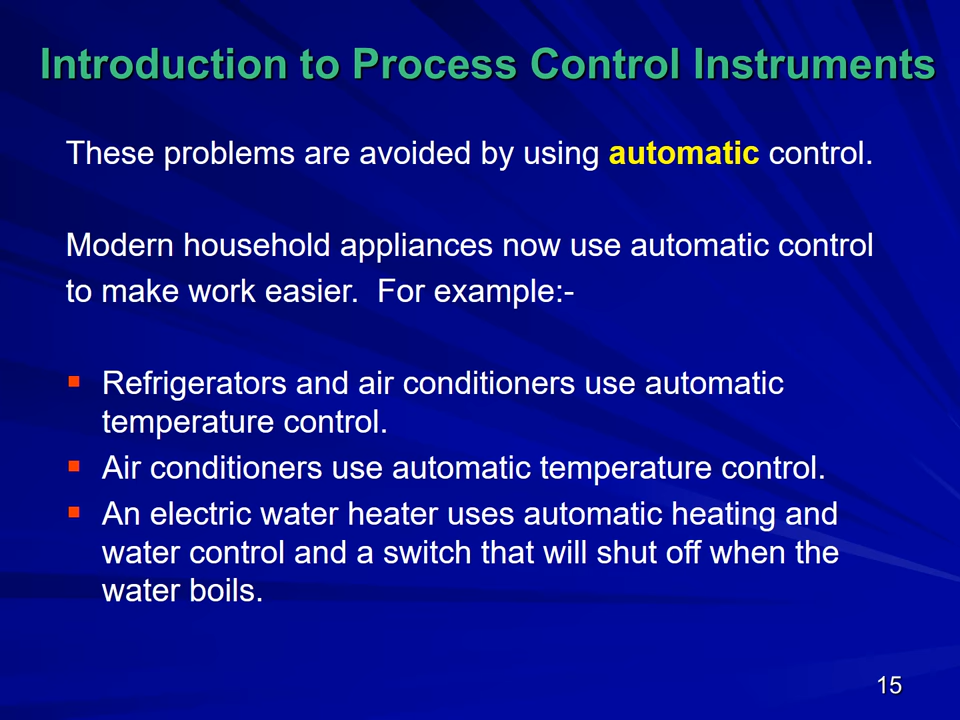 Introduction to Process Control Instruments
These problems are avoided by using automatic control.
Modern household appliances now use automatic control
to make work easier.  For example:-
Refrigerators and air conditioners use automatic
temperature control.
Air conditioners use automatic temperature control.
An electric water heater uses automatic heating and
water control and a switch that will shut off when the
water boils.
15